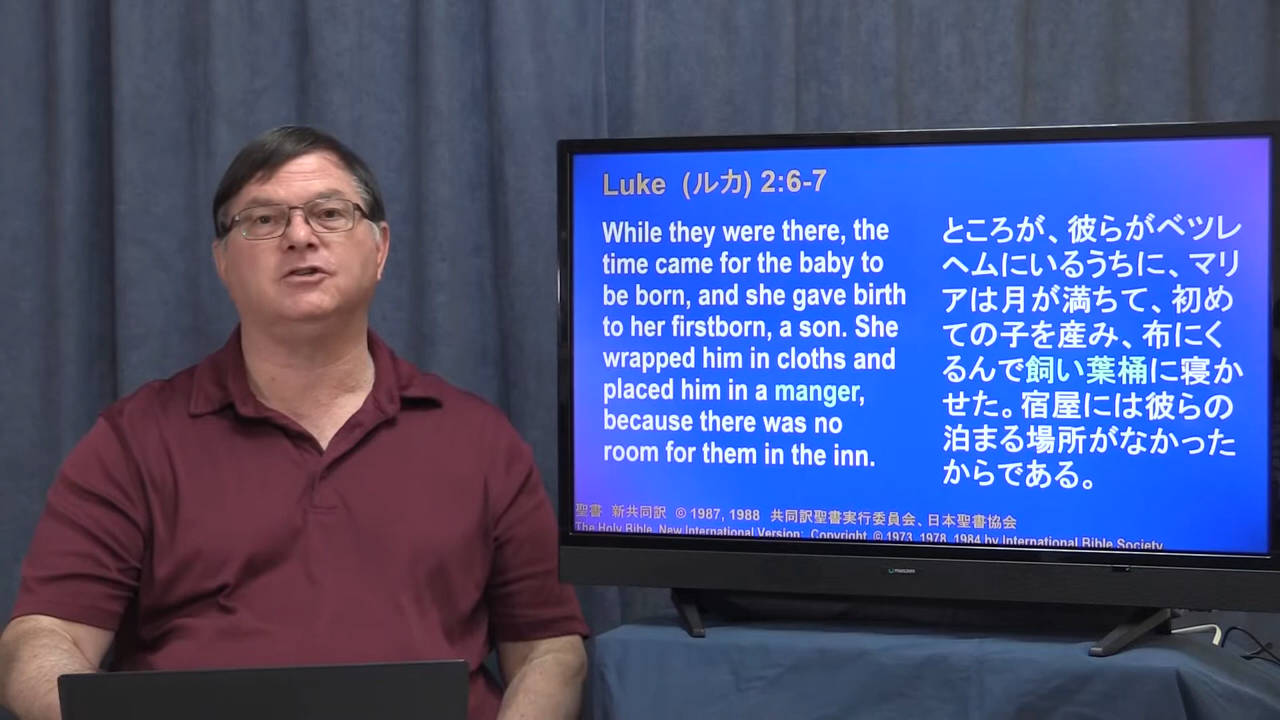 Luke (ルカ) 2:6-7
While they were there, the
time came for the baby to
be born, and she gave birth
to her firstborn, a son. She
wrapped him in cloths and
placed him in a manger,
because there was no
room for them in the inn.
ところが、彼らがベツレ
ヘムにいるうちに、マリ
アは月が満ちて、初め
ての子を産み、布にく
るんで飼い葉桶に寝か
せた。宿屋には彼らの
泊まる場所がなかった
からである。
聖書 新共同訳 © 1987, 1988 共同訳聖書実行委員会、日本聖書協会
The Holy Bible, New International Version; Copyright © 1973, 1978, 1984 by International Bible Society